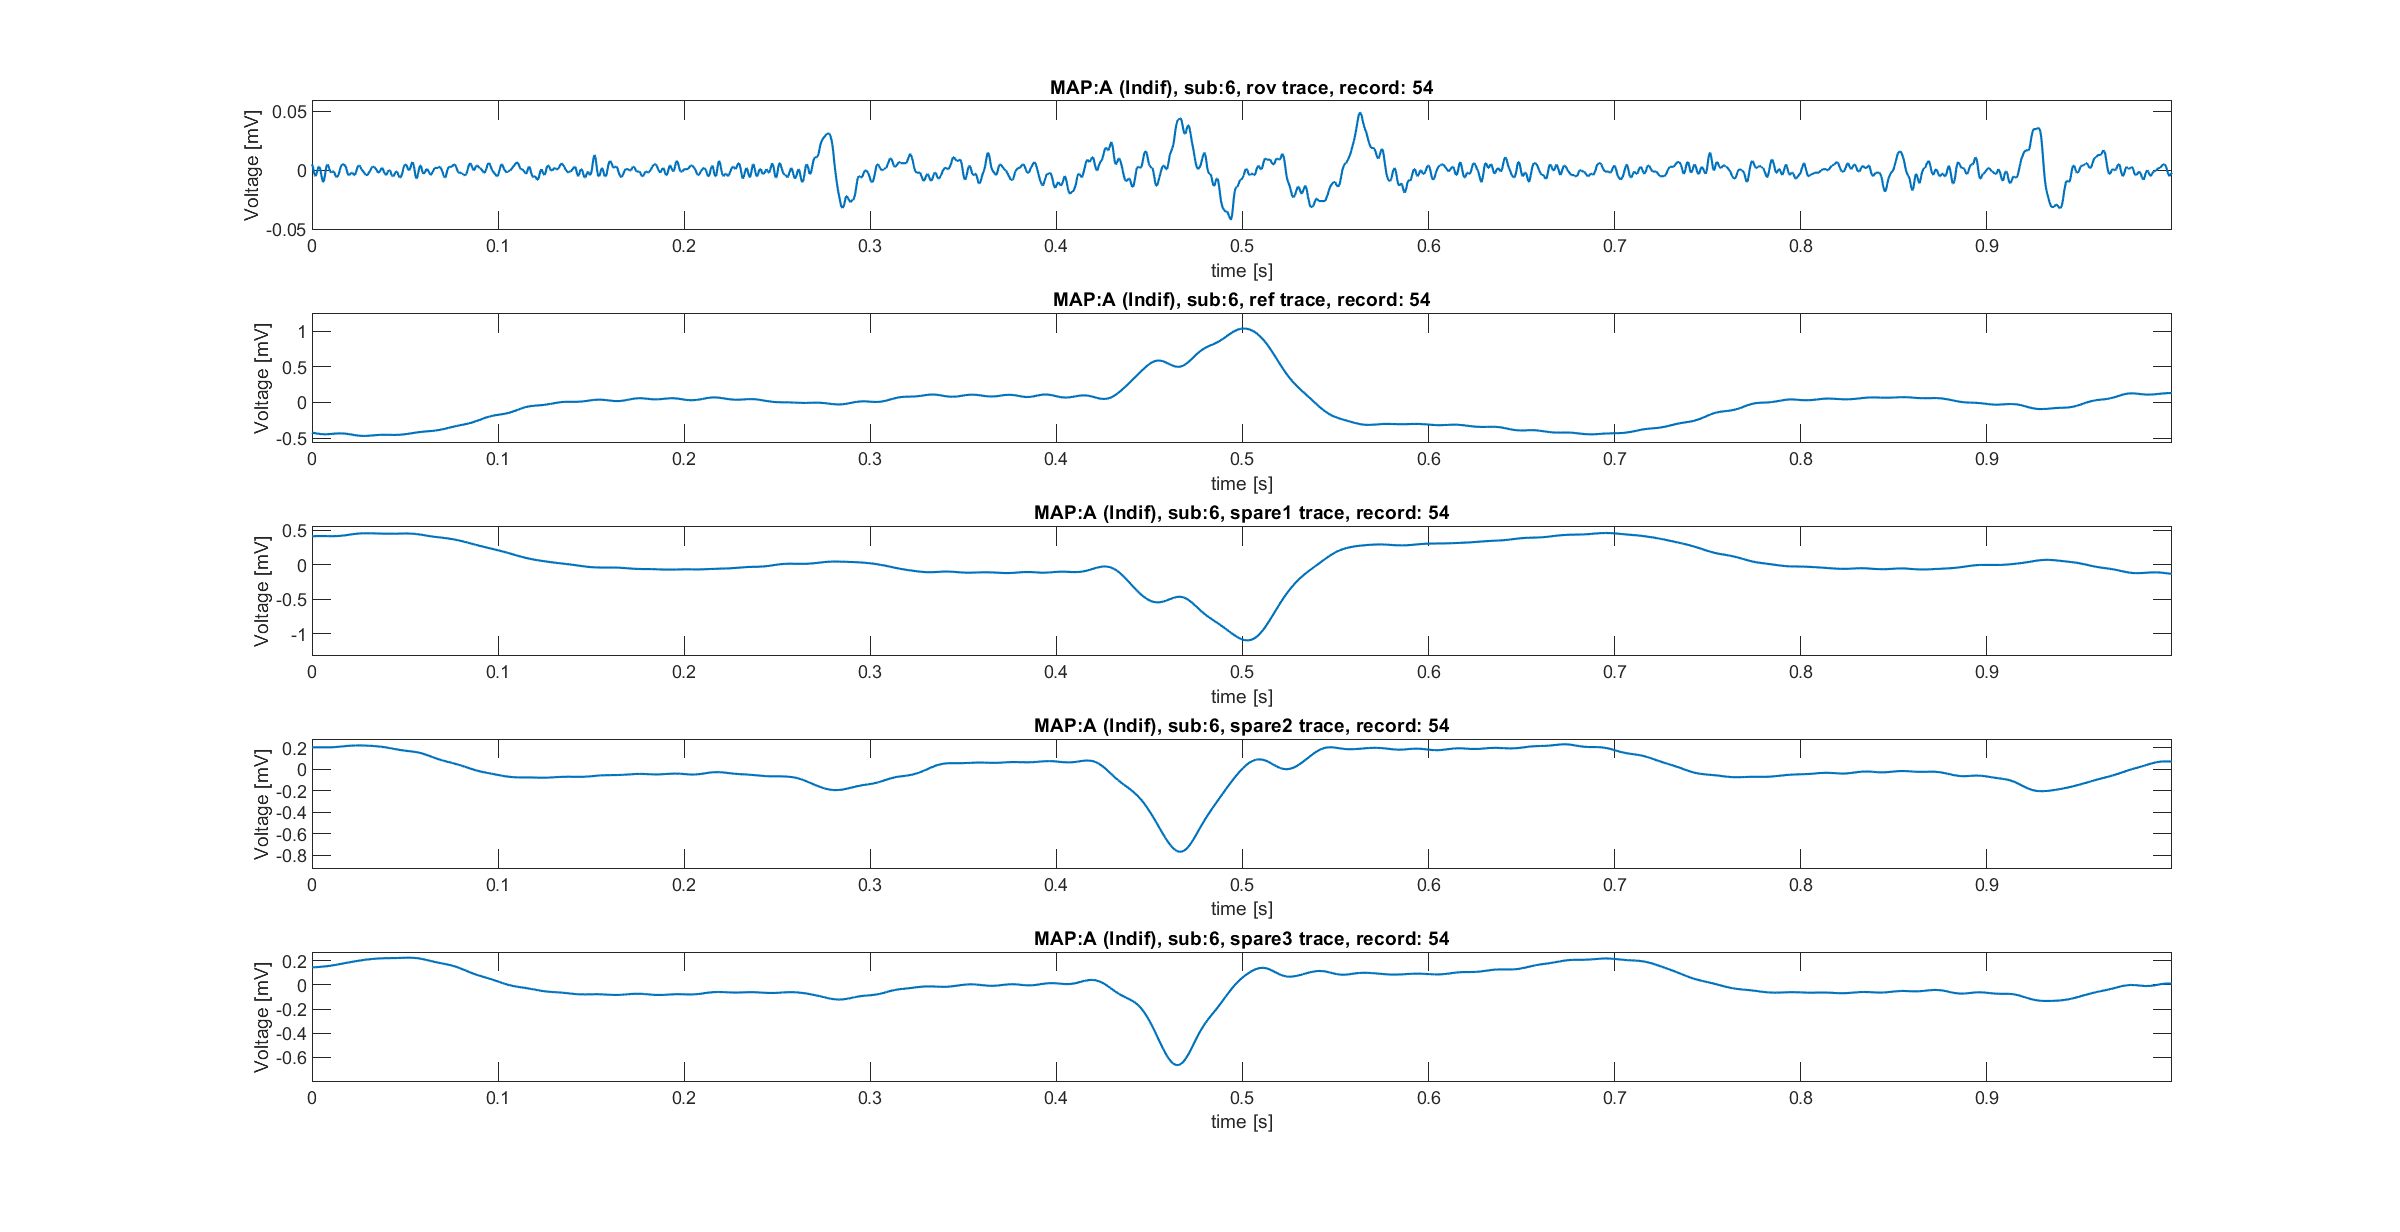 MAP:A (Indif), sub:6, rov trace, record: 54
Voltage [mV]
0.05
0
-0.05
0 0.1 0.2 0.3 0.4 0.5 0.6 0.7 0.8 0.9
time [s]
MAP:A (Indif), sub:6, ref trace, record: 54
Voltage [mV]
1
0.5
0
-0.5
0 0.1 0.2 0.3 0.4 0.5 0.6 0.7 0.8 0.9
time [s]
MAP:A (Indif), sub:6, spare1 trace, record: 54
Voltage [mV]
0.5
0
-0.5
-1
0 0.1 0.2 0.3 0.4 0.5 0.6 0.7 0.8 0.9
time [s]
MAP:A (Indif), sub:6, spare2 trace, record: 54
Voltage [mV]
0.2
0
-0.2
-0.4
-0.6
-0.8
0 0.1 0.2 0.3 0.4 0.5 0.6 0.7 0.8 0.9
time [s]
MAP:A (Indif), sub:6, spare3 trace, record: 54
Voltage [mV]
0.2
0
-0.2
-0.4
-0.6
0 0.1 0.2 0.3 0.4 0.5 0.6 0.7 0.8 0.9
time [s]